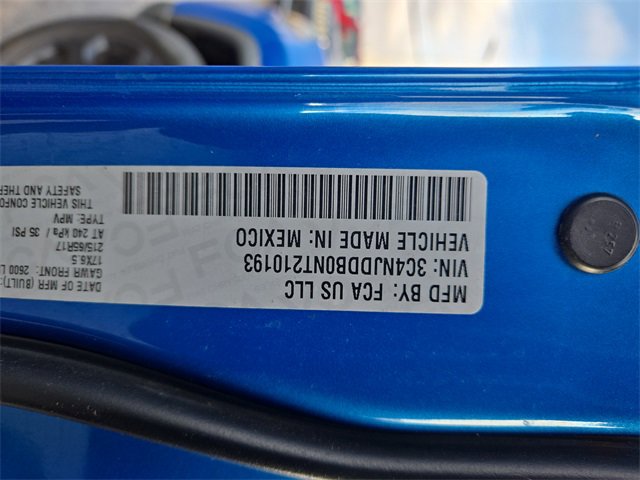 MFD BY: FCA US LLC
VIN: 3C4NJDDB0NT210193
VEHICLE MADE IN: MEXICO
DATE OF MFR (BUILT):
GAWR FRONT: 2600 L
17X6.5
215/65R17
AT 240 kPa / 35 PSI
TYPE: MPV
THIS VEHICLE CONFO
SAFETY AND THEF